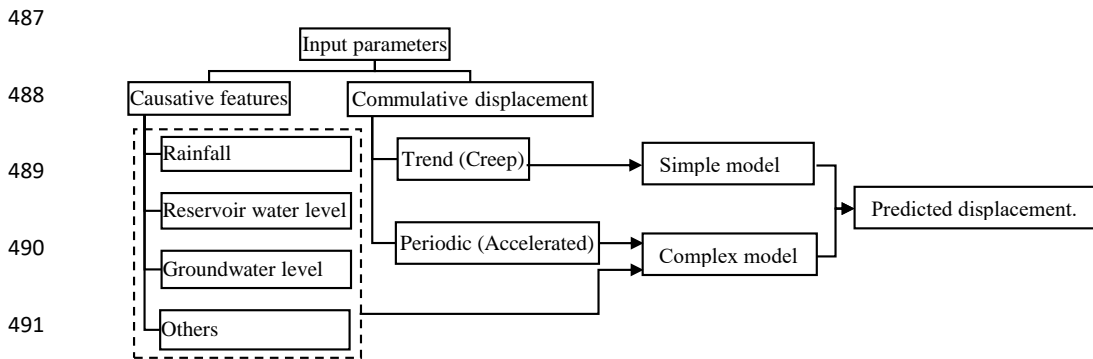 487
Input parameters
488
Causative features
Commulative displacement
Rainfall
Trend (Creep)
Simple model
489
Reservoir water level
Predicted displacement.
490
Periodic (Accelerated)
Complex model
Groundwater level
491
Others